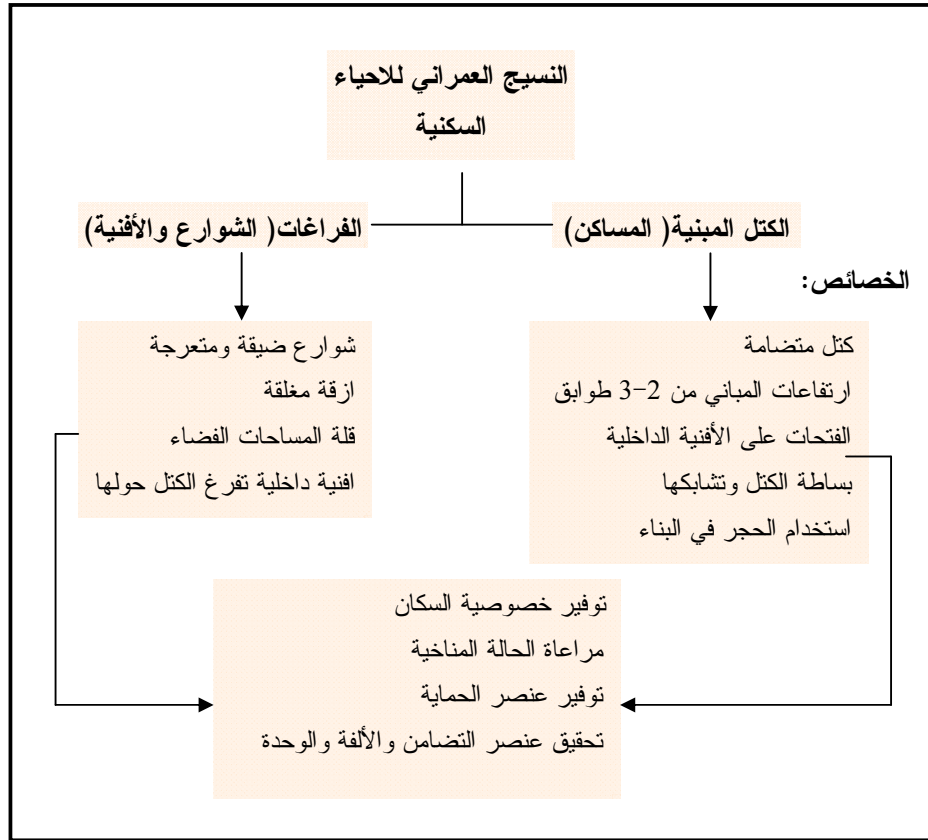 النسيج العمراني للاحياء
السكنية
الكتل المبنية( المساكن)
الفراغات( الشوارع والأفنية)
الخصائص:
كتل متضامة
ارتفاعات المباني من 2-3 طوابق
الفتحات على الأفنية الداخلية
بساطة الكتل وتشابكها
استخدام الحجر في البناء
شوارع ضيقة ومتعرجة
ازقة مغلقة
قلة المساحات الفضاء
افنية داخلية تفرغ الكتل حولها
توفير خصوصية السكان
مراعاة الحالة المناخية
توفير عنصر الحماية
تحقيق عنصر التضامن والألفة والوحدة